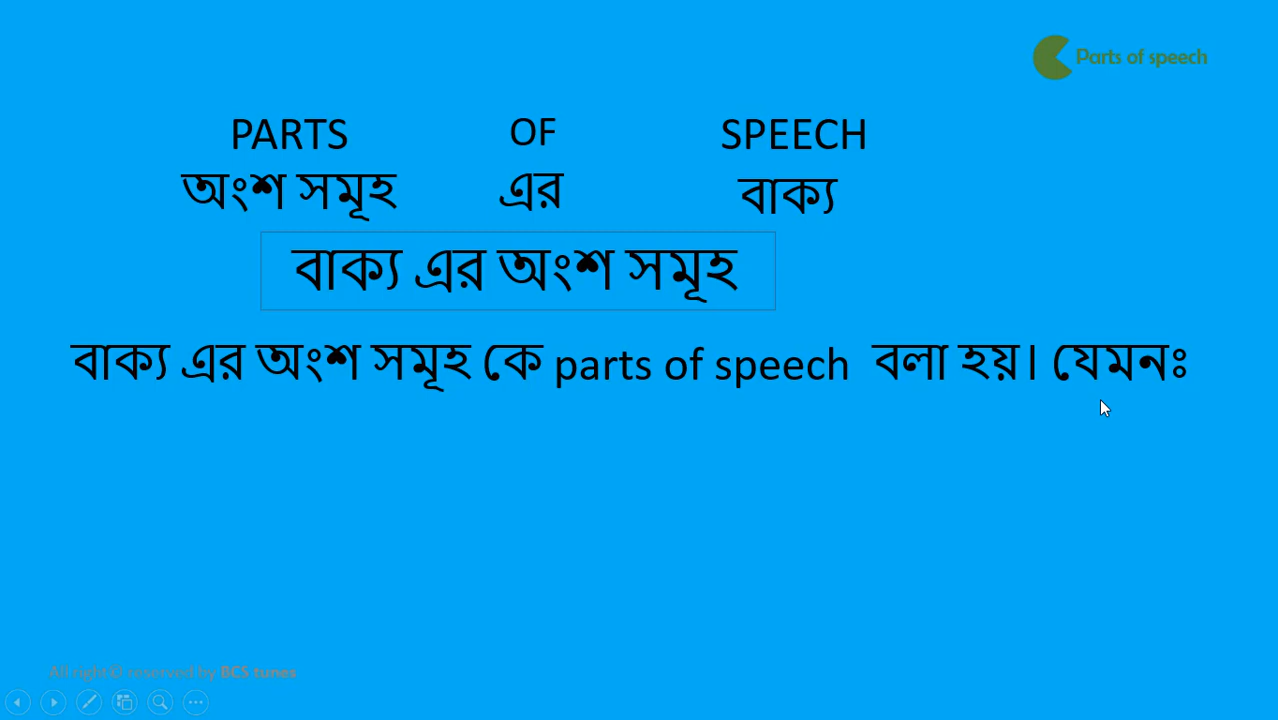 Parts of speech
PARTS OF SPEECH
অংশ সমূহ এর বাক্য
বাক্য এর অংশ সমূহ
বাক্য এর অংশ সমূহ কে parts of speech বলা হয়। যেমনঃ
All right © reserved by BCS tunes